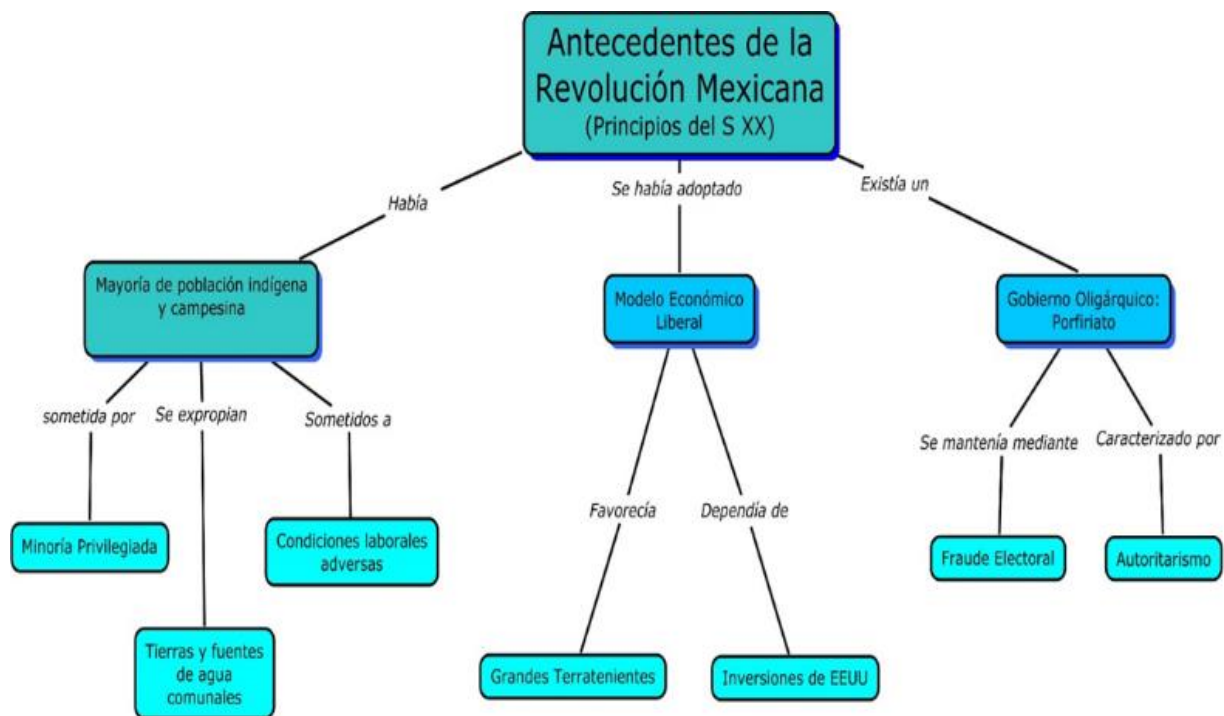 Antecedentes de la
Revolución Mexicana
(Principios del S XX)
Había
Se había adoptado
Existía un
Mayoría de población indígena
y campesina
Modelo Económico
Liberal
Gobierno Oligárquico:
Porfiriato
sometida por
Se expropian
Sometidos a
Se mantenía mediante
Caracterizado por
Favorecía
Dependía de
Minoría Privilegiada
Condiciones laborales
adversas
Fraude Electoral
Autoritarismo
Tierras y fuentes
de agua
comunales
Grandes Terratenientes
Inversiones de EEUU